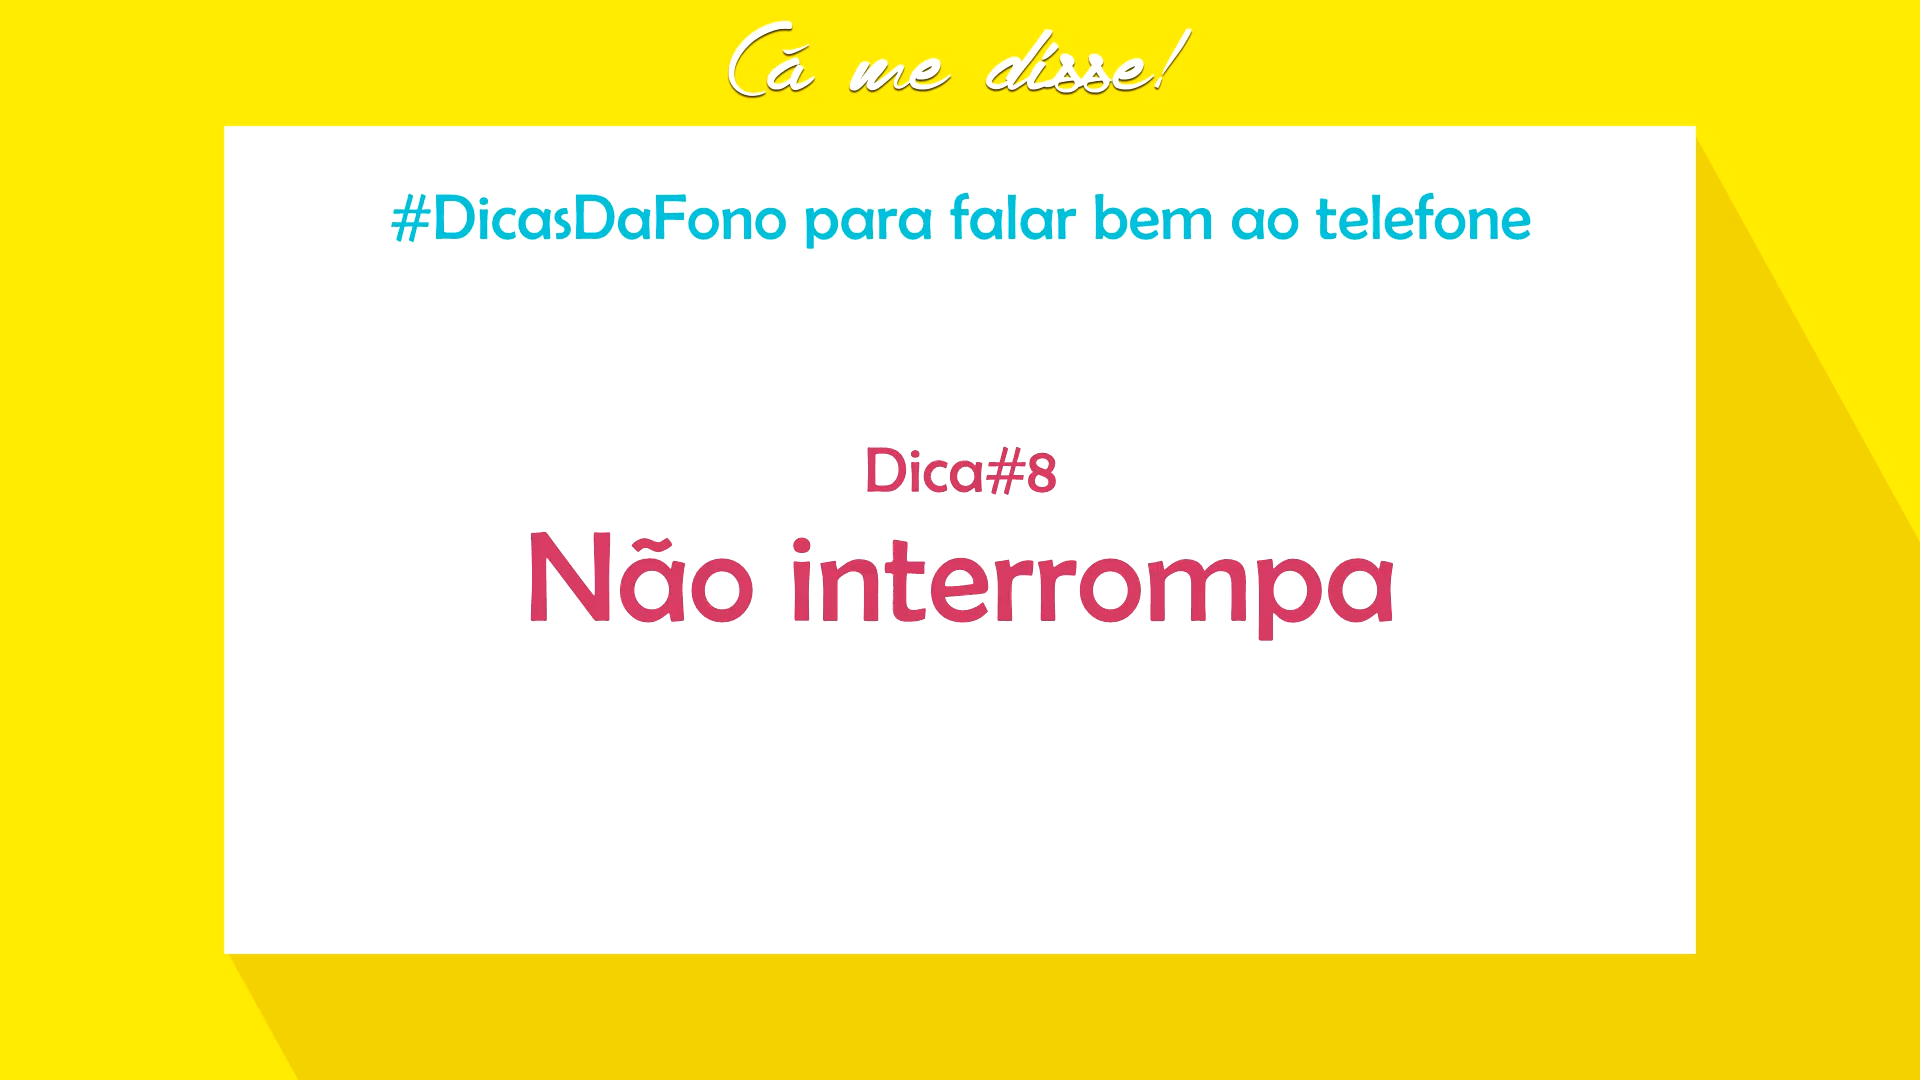 Cá me disse!
#DicasDaFono para falar bem ao telefone
Dica#8
Não interrompa